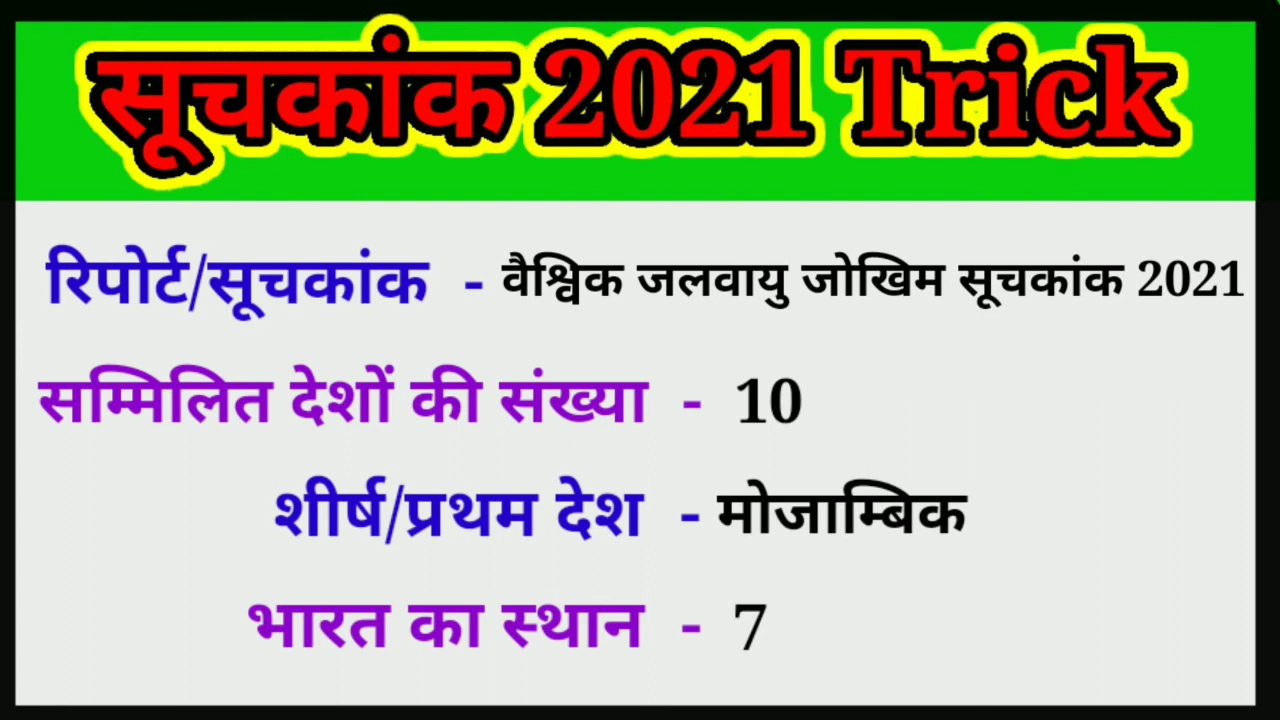 सूचकांक 2021 Trick
रिपोर्ट/सूचकांक - वैश्विक जलवायु जोखिम सूचकांक 2021
सम्मिलित देशों की संख्या - 10
शीर्ष/प्रथम देश - मोजाम्बिक
भारत का स्थान - 7